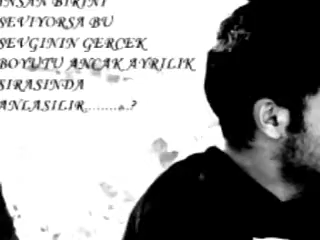 INSAN BIRINI
SEVIYORSA BU
SEVGININ GERCEK
BOYUTU ANCAK AYRILIK
SIRASINDA
ANLASILIR...........?